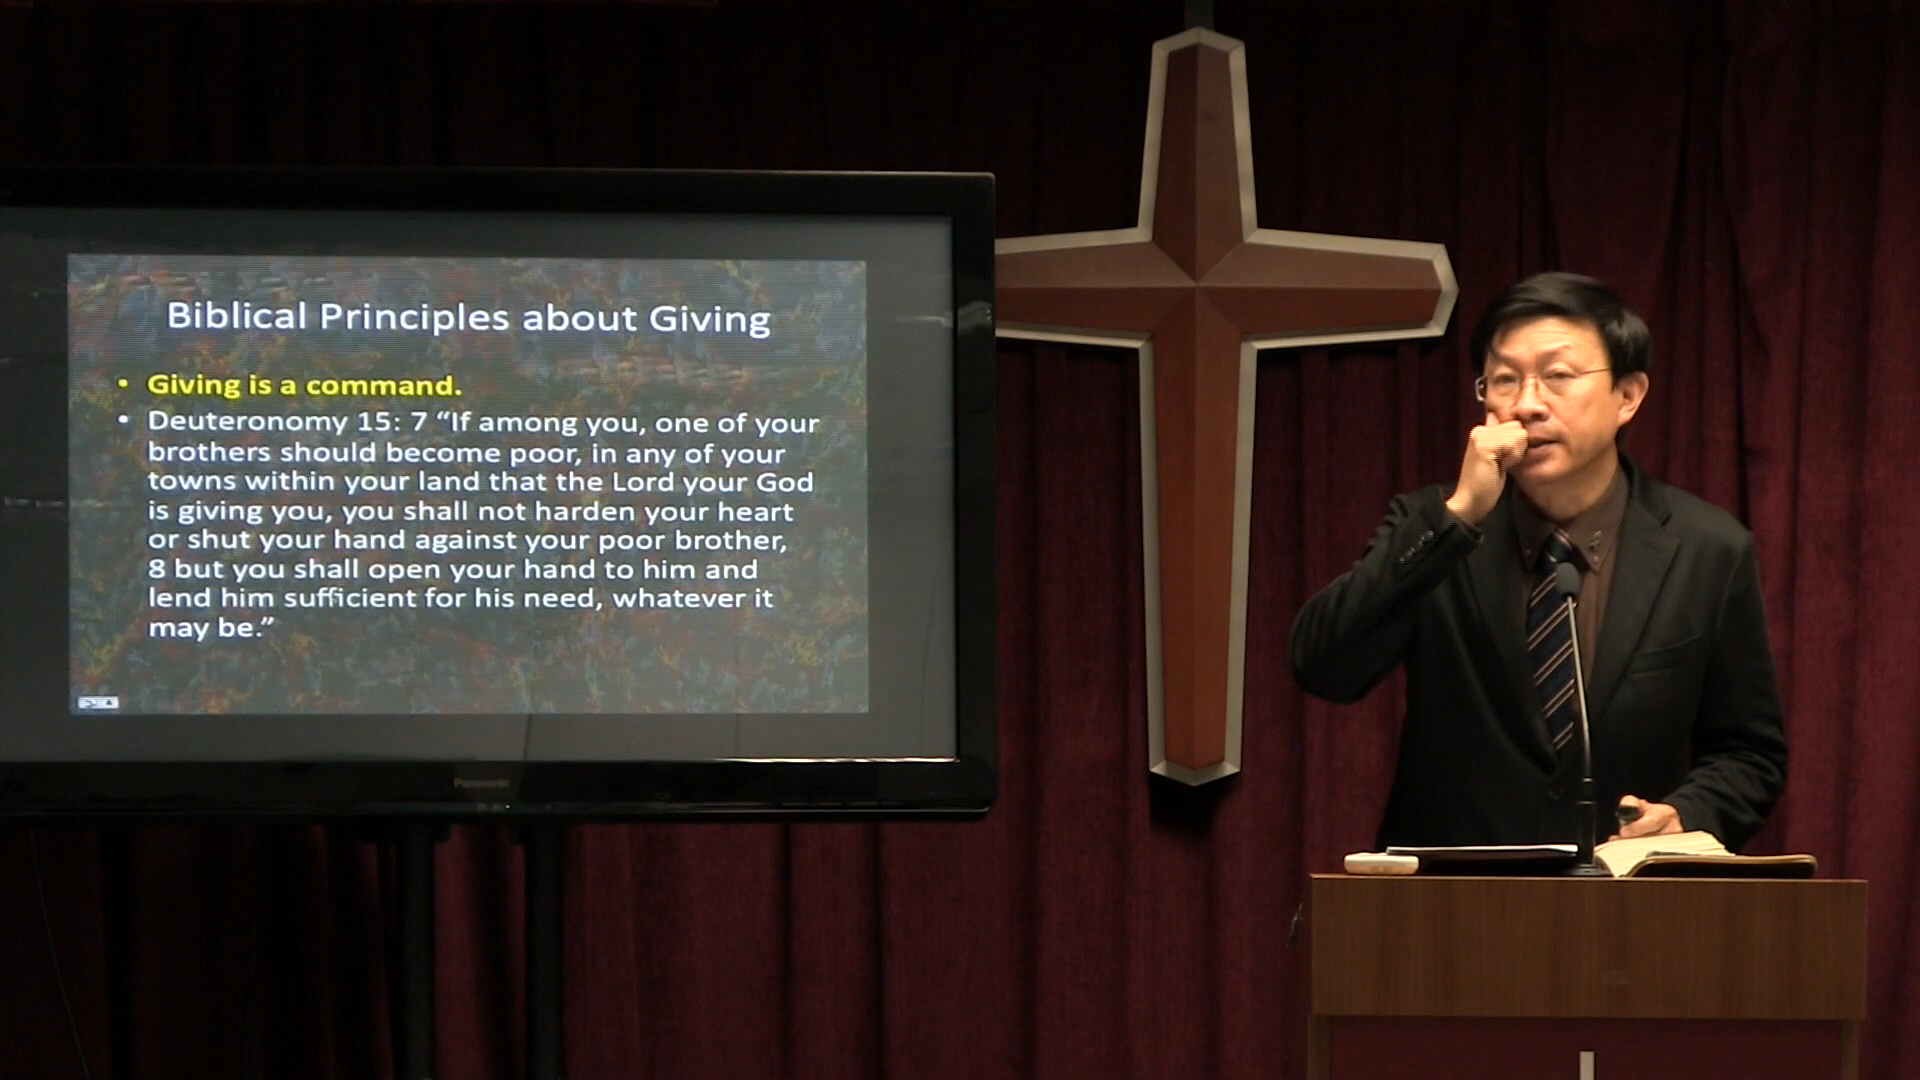 Biblical Principles about Giving
• Giving is a command.
• Deuteronomy 15: 7 “If among you, one of your
brothers should become poor, in any of your
towns within your land that the Lord your God
is giving you, you shall not harden your heart
or shut your hand against your poor brother,
8 but you shall open your hand to him and
lend him sufficient for his need, whatever it
may be.”
Panasonic